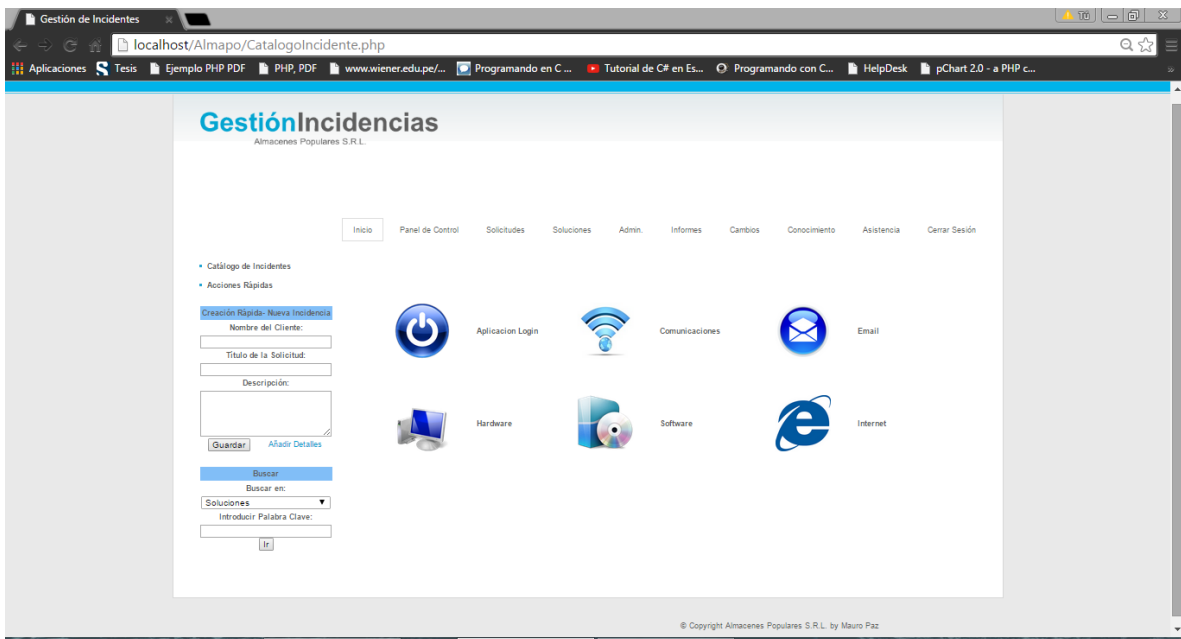 Gestión de Incidentes
Tú
localhost/Almapo/CatalogoIncidente.php
Aplicaciones Tesis Ejemplo PHP PDF PHP, PDF www.wiener.edu.pe/... Programando en C ... Tutorial de C# en Es... Programando con C... HelpDesk pChart 2.0 - a PHP c...
GestiónIncidencias
Almacenes Populares S.R.L.
Inicio Panel de Control Solicitudes Soluciones Admin. Informes Cambios Conocimiento Asistencia Cerrar Sesión
Catálogo de Incidentes
Acciones Rápidas
Creación Rápida- Nueva Incidencia
Nombre del Cliente:
Título de la Solicitud:
Descripción:
Guardar Añadir Detalles
Buscar
Buscar en:
Soluciones
Introducir Palabra Clave:
Ir
Aplicacion Login Comunicaciones Email
Hardware Software Internet
© Copyright Almacenes Populares S.R.L. by Mauro Paz